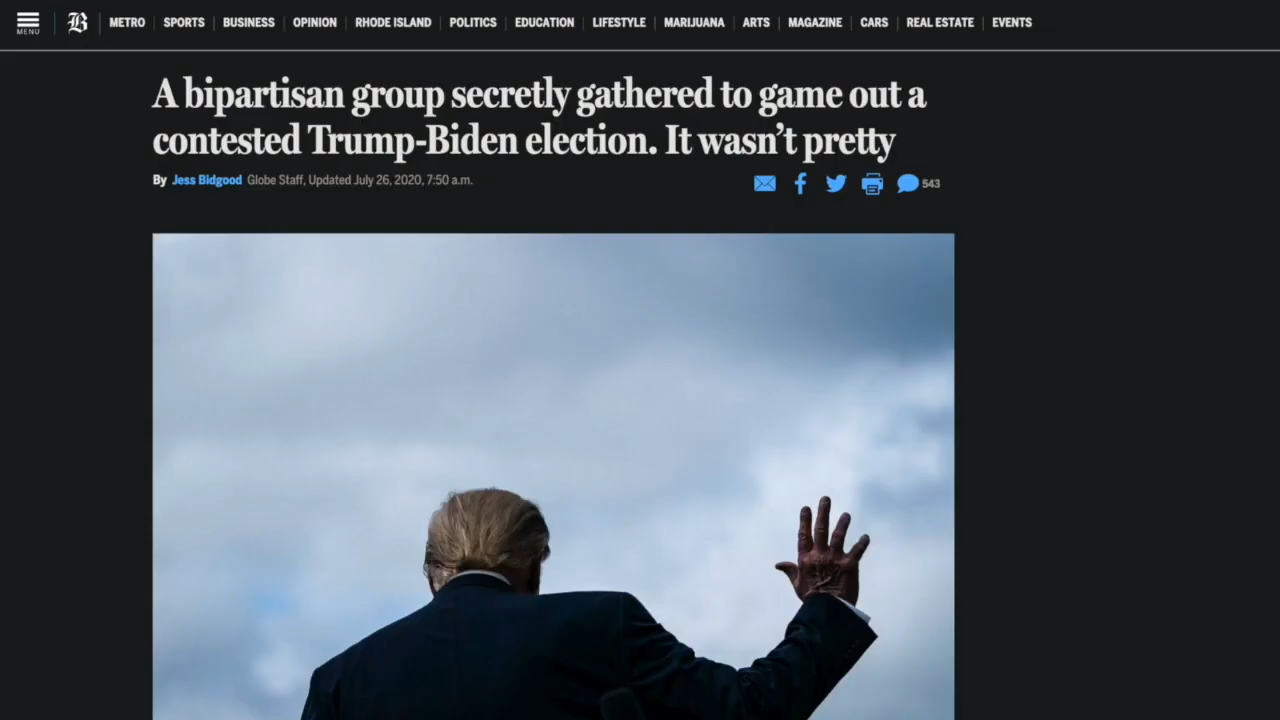 MENU
B
METRO
SPORTS
BUSINESS
OPINION
RHODE ISLAND
POLITICS
EDUCATION
LIFESTYLE
MARIJUANA
ARTS
MAGAZINE
CARS
REAL ESTATE
EVENTS
A bipartisan group secretly gathered to game out a
contested Trump-Biden election. It wasn’t pretty
By Jess Bidgood Globe Staff, Updated July 26, 2020, 7:50 a.m.
543